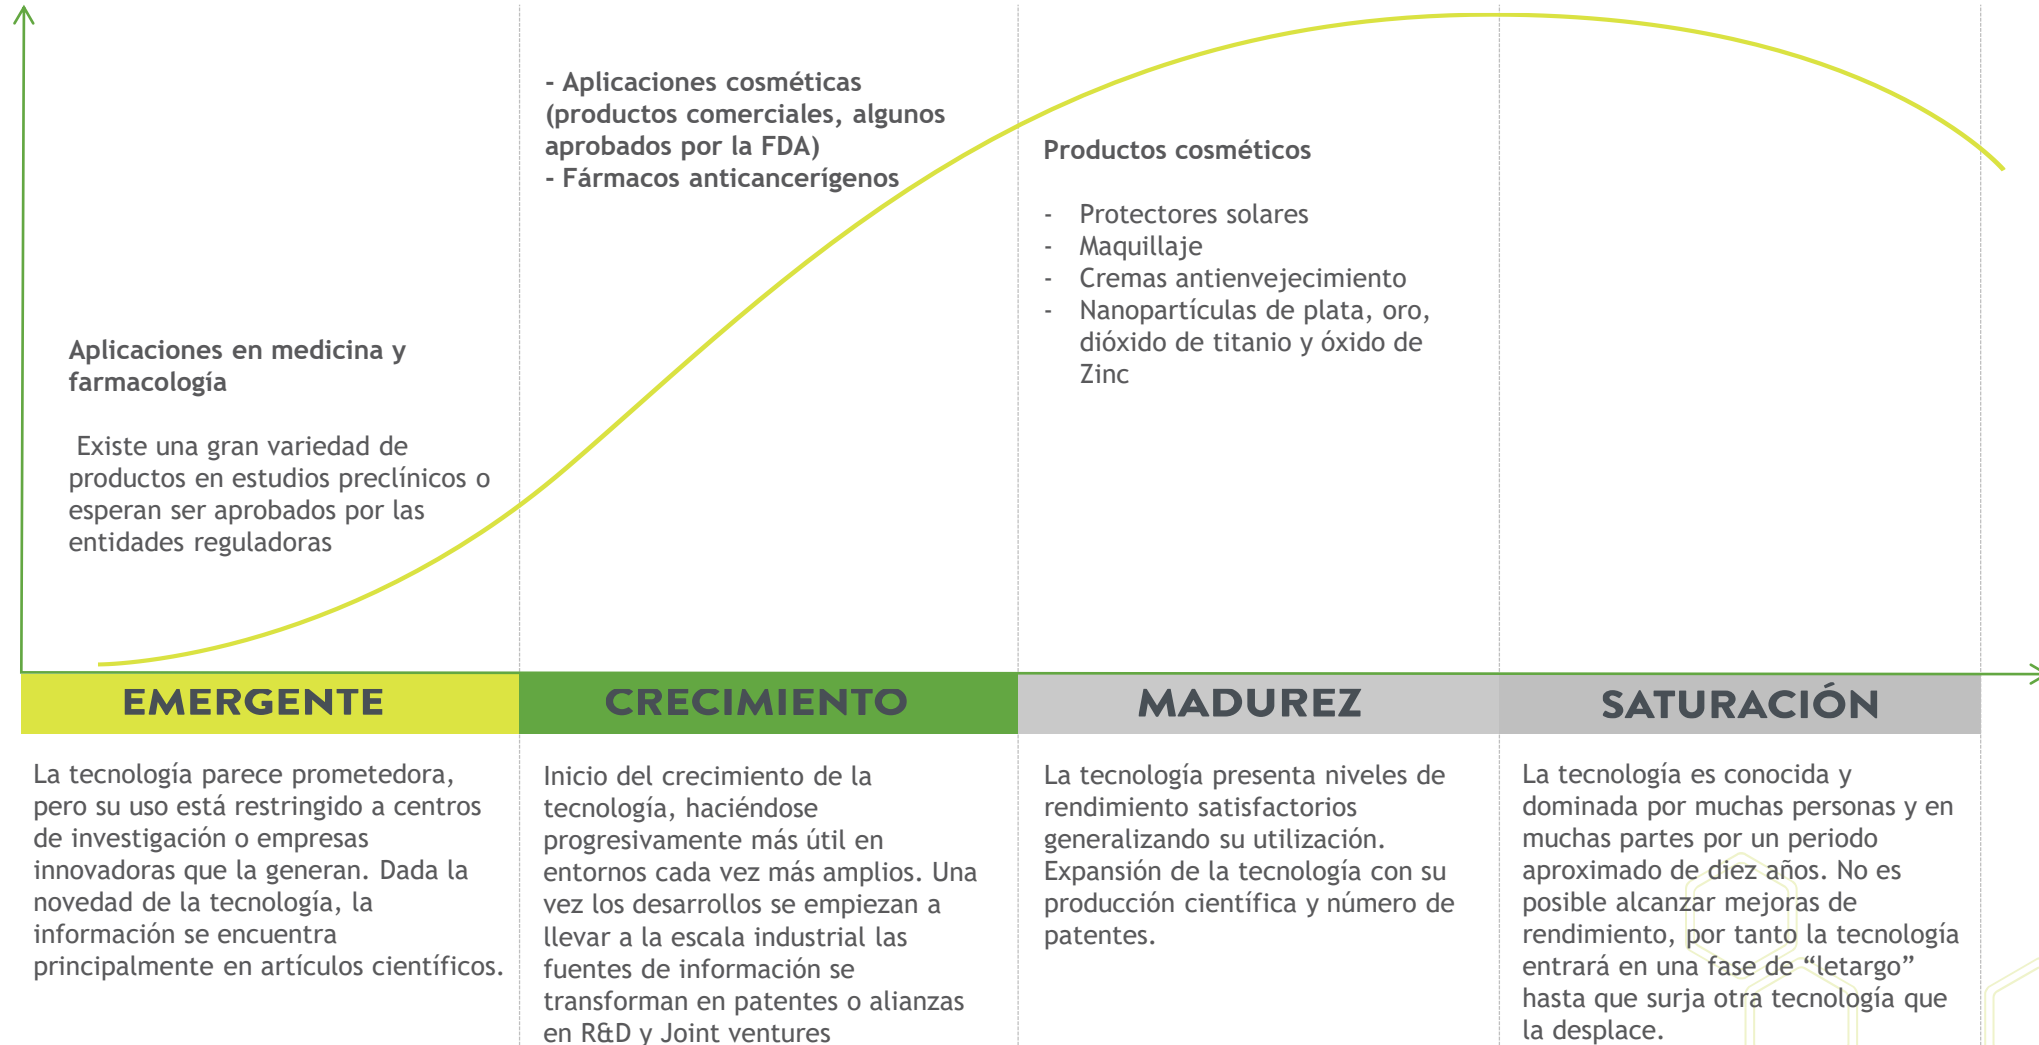 Aplicaciones en medicina y
farmacología
Existe una gran variedad de
productos en estudios preclínicos o
esperan ser aprobados por las
entidades reguladoras
- Aplicaciones cosméticas
(productos comerciales, algunos
aprobados por la FDA)
- Fármacos anticancerígenos
Productos cosméticos
- Protectores solares
- Maquillaje
- Cremas antienvejecimiento
- Nanopartículas de plata, oro,
dióxido de titanio y óxido de
Zinc
EMERGENTE
CRECIMIENTO
MADUREZ
SATURACIÓN
La tecnología parece prometedora,
pero su uso está restringido a centros
de investigación o empresas
innovadoras que la generan. Dada la
novedad de la tecnología, la
información se encuentra
principalmente en artículos científicos.
Inicio del crecimiento de la
tecnología, haciéndose
progresivamente más útil en
entornos cada vez más amplios. Una
vez los desarrollos se empiezan a
llevar a la escala industrial las
fuentes de información se
transforman en patentes o alianzas
en R&D y Joint ventures
La tecnología presenta niveles de
rendimiento satisfactorios
generalizando su utilización.
Expansión de la tecnología con su
producción científica y número de
patentes.
La tecnología es conocida y
dominada por muchas personas y en
muchas partes por un periodo
aproximado de diez años. No es
posible alcanzar mejoras de
rendimiento, por tanto la tecnología
entrará en una fase de “letargo”
hasta que surja otra tecnología que
la desplace.